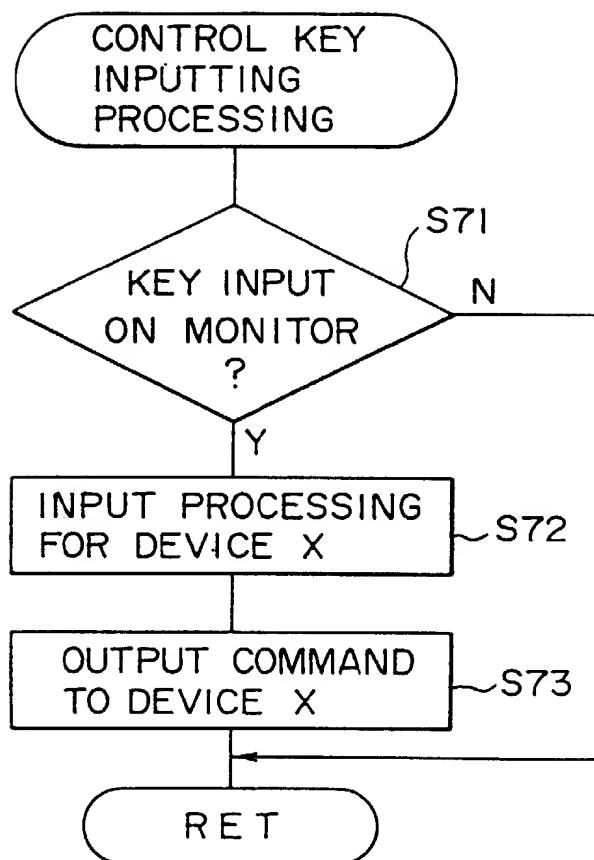 CONTROL KEY
INPUTTING
PROCESSING
S71
KEY INPUT
ON MONITOR
?
N
Y
INPUT PROCESSING
FOR DEVICE X
S72
OUTPUT COMMAND
TO DEVICE X
S73
RET